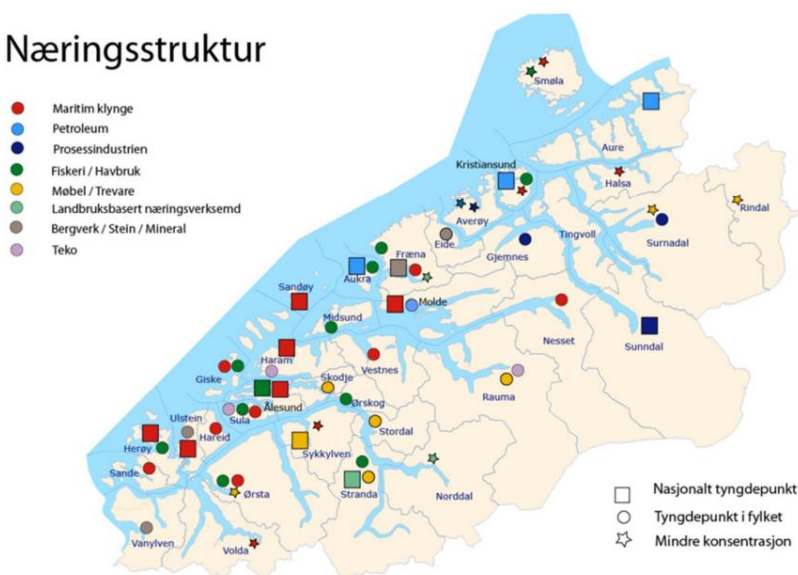 Næringsstruktur
Maritim klynge
Petroleum
Prosessindustrien
Fiskeri / Havbruk
Møbel / Trevare
Landbruksbasert næringsverksemd
Bergverk / Stein / Mineral
Teko
Smøla
Aure
Kristiansund
Halsa
Rindal
Averøy
Tingvoll
Surnadal
Eide
Gjemnes
Fræna
Aukra
Sandøy
Molde
Midsund
Nesset
Sunndal
Haram
Vestnes
Giske
Skodje
Rauma
Ørskog
Ålesund
Sula
Ulstein
Stordal
Hareid
Herøy
Sykkylven
Sande
Ørsta
Stranda
Norddal
Vanylven
Volda
Nasjonalt tyngdepunkt
Tyngdepunkt i fylket
Mindre konsentrasjon